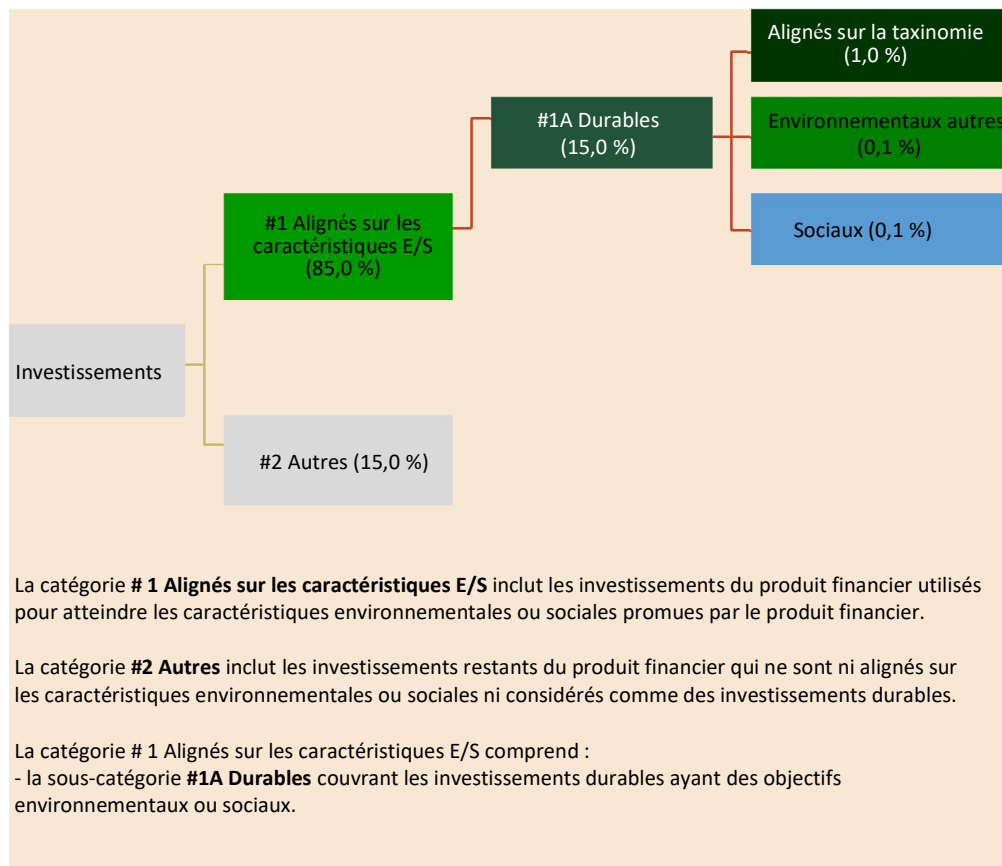 Alignés sur la taxinomie
(1,0 %)
#1A Durables
(15,0 %)
Environnementaux autres
(0,1 %)
#1 Alignés sur les
caractéristiques E/S
(85,0 %)
Sociaux (0,1 %)
Investissements
#2 Autres (15,0 %)
La catégorie # 1 Alignés sur les caractéristiques E/S inclut les investissements du produit financier utilisés
pour atteindre les caractéristiques environnementales ou sociales promues par le produit financier.
La catégorie #2 Autres inclut les investissements restants du produit financier qui ne sont ni alignés sur
les caractéristiques environnementales ou sociales ni considérés comme des investissements durables.
La catégorie # 1 Alignés sur les caractéristiques E/S comprend :
- la sous-catégorie #1A Durables couvrant les investissements durables ayant des objectifs
environnementaux ou sociaux.